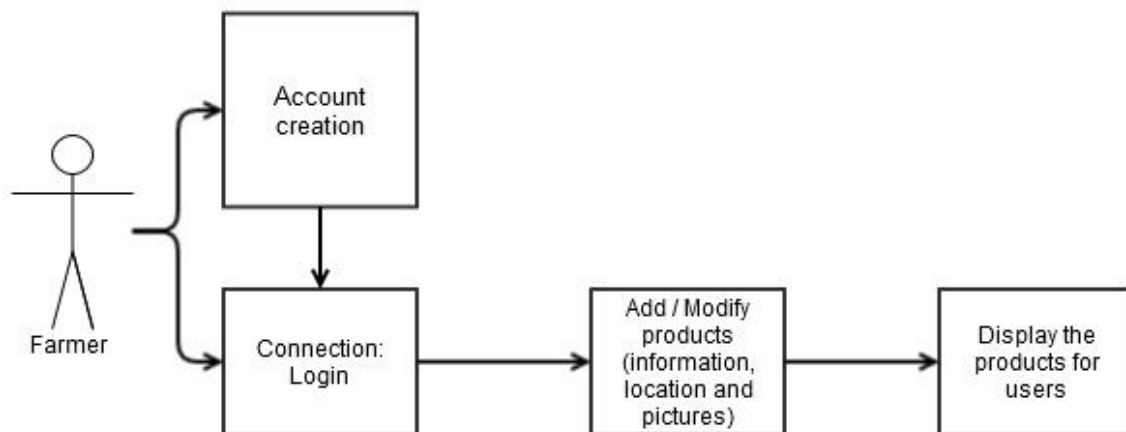 Account
creation
Farmer
Connection:
Login
Add / Modify
products
(information,
location and
pictures)
Display the
products for
users